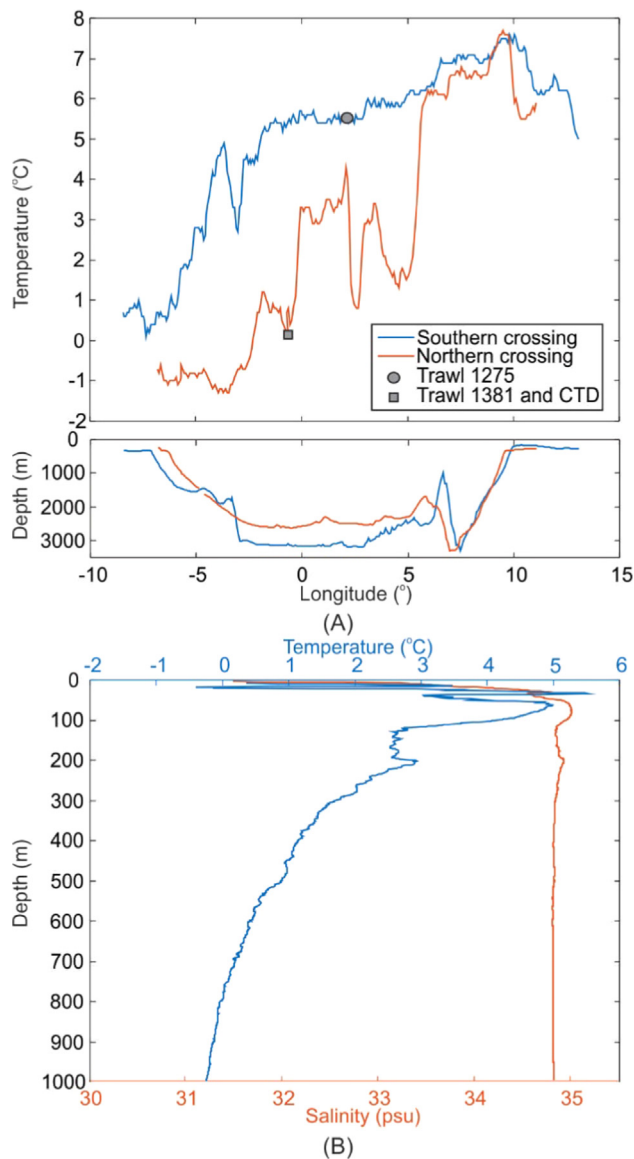 8
7
6
5
4
3
2
1
0
-1
-2
Temperature (°C)
Southern crossing
Northern crossing
Trawl 1275
Trawl 1381 and CTD
0
1000
2000
3000
Depth (m)
-10 -5 0 5 10 15
Longitude (°)
(A)
Temperature (°C)
-2 -1 0 1 2 3 4 5 6
0
100
200
300
400
500
600
700
800
900
1000
Depth (m)
30 31 32 33 34 35
Salinity (psu)
(B)